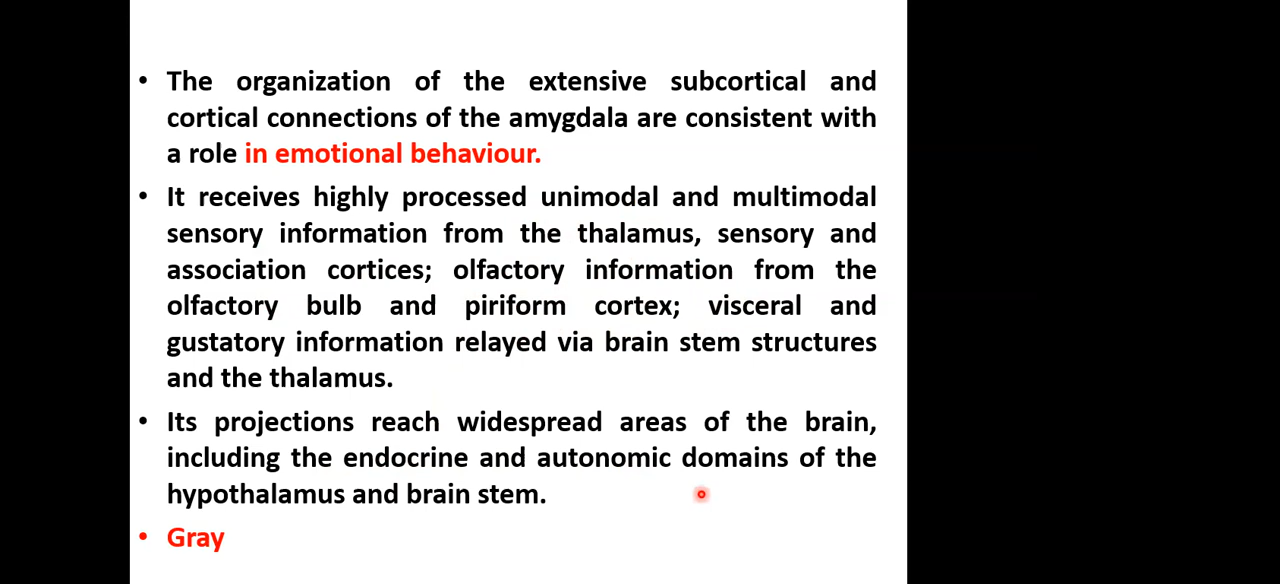 • The organization of the extensive subcortical and
cortical connections of the amygdala are consistent with
a role in emotional behaviour.
• It receives highly processed unimodal and multimodal
sensory information from the thalamus, sensory and
association cortices; olfactory information from the
olfactory bulb and piriform cortex; visceral and
gustatory information relayed via brain stem structures
and the thalamus.
• Its projections reach widespread areas of the brain,
including the endocrine and autonomic domains of the
hypothalamus and brain stem.
• Gray